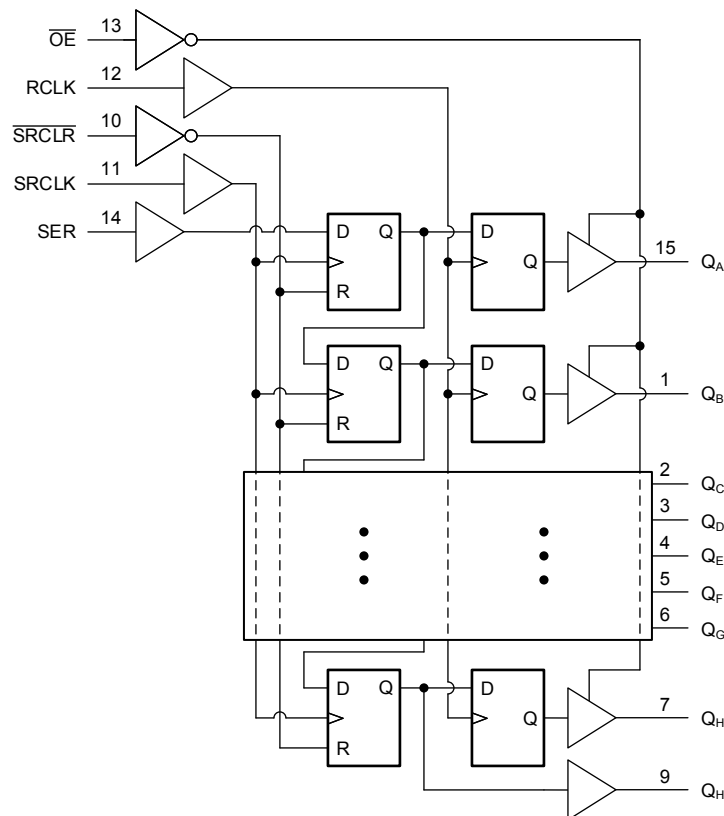 OE 13
RCLK 12
SRCLR 10
SRCLK 11
SER 14
D Q D
Q 15 QA
R
D Q D
Q 1 QB
R
2 QC
3 QD
4 QE
5 QF
6 QG
D Q D
Q 7 QH
R
9 QH